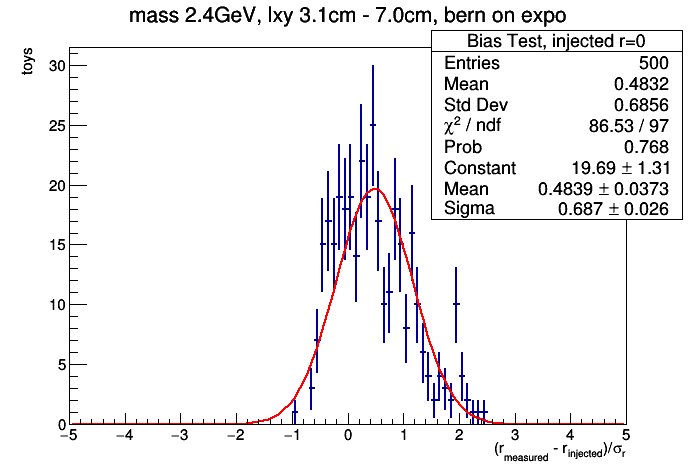 mass 2.4GeV, lxy 3.1cm - 7.0cm, bern on expo
Bias Test, injected r=0
Entries 500
Mean 0.4832
Std Dev 0.6856
χ² / ndf 86.53 / 97
Prob 0.768
Constant 19.69 ± 1.31
Mean 0.4839 ± 0.0373
Sigma 0.687 ± 0.026
toys
30
25
20
15
10
5
0
−5 −4 −3 −2 −1 0 1 2 3 4 5
(r_measured - r_injected)/σ_r